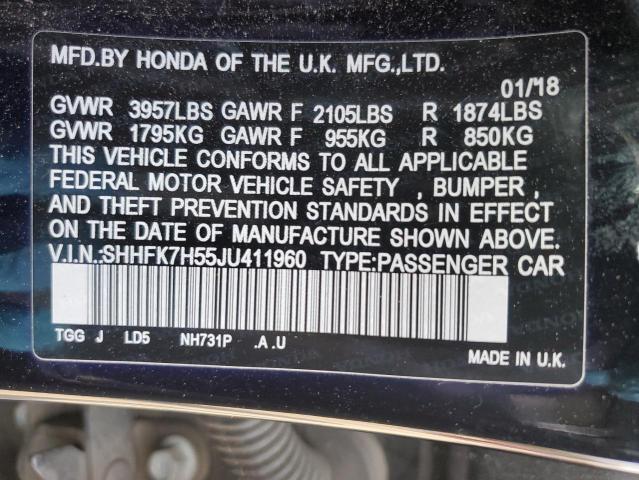 MFD.BY HONDA OF THE U.K. MFG.,LTD.
01/'18
GVWR 3957LBS GAWR F 2105LBS R 1874LBS
GVWR 1795KG GAWR F 955KG R 850KG
THIS VEHICLE CONFORMS TO ALL APPLICABLE
FEDERAL MOTOR VEHICLE SAFETY , BUMPER ,
AND THEFT PREVENTION STANDARDS IN EFFECT
ON THE DATE OF MANUFACTURE SHOWN ABOVE.
V.I.N.:SHHFK7H55JU411960 TYPE:PASSENGER CAR
TGG J LD5 NH731P .A .U
MADE IN U.K.